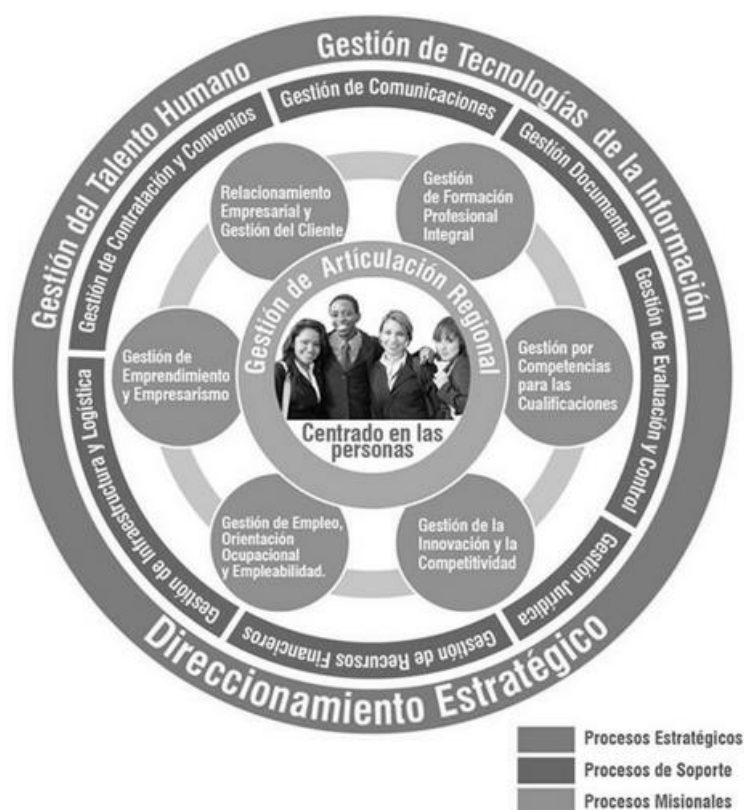 Gestión del Talento Humano
Gestión de Tecnologías de la Información
Direccionamiento Estratégico
Gestión de Comunicaciones
Gestión Documental
Gestión de Evaluación y Control
Gestión Jurídica
Gestión de Recursos Financieros
Gestión de Infraestructura y Logística
Gestión de Contratación y Convenios
Relacionamiento
Empresarial y
Gestión del Cliente
Gestión
de Formación
Profesional
Integral
Gestión por
Competencias
para las
Cualificaciones
Gestión de la
Innovación y la
Competitividad
Gestión de Empleo,
Orientación
Ocupacional
y Empleabilidad.
Gestión de
Emprendimiento
y Empresarismo
Gestión de Artículación Regional
Centrado en las
personas
Procesos Estratégicos
Procesos de Soporte
Procesos Misionales